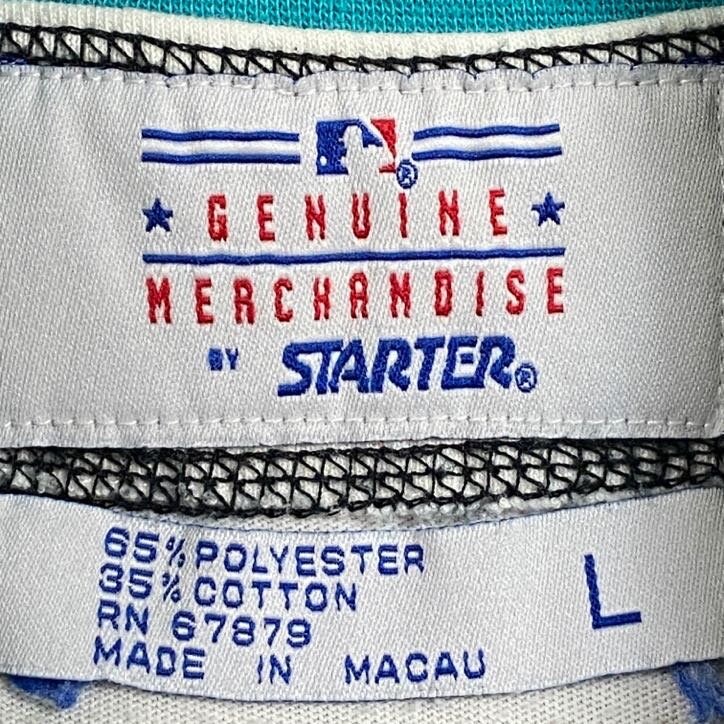 GENUINE
MERCHANDISE
BY STARTER®
65% POLYESTER
35% COTTON
RN 67879
MADE IN MACAU
L